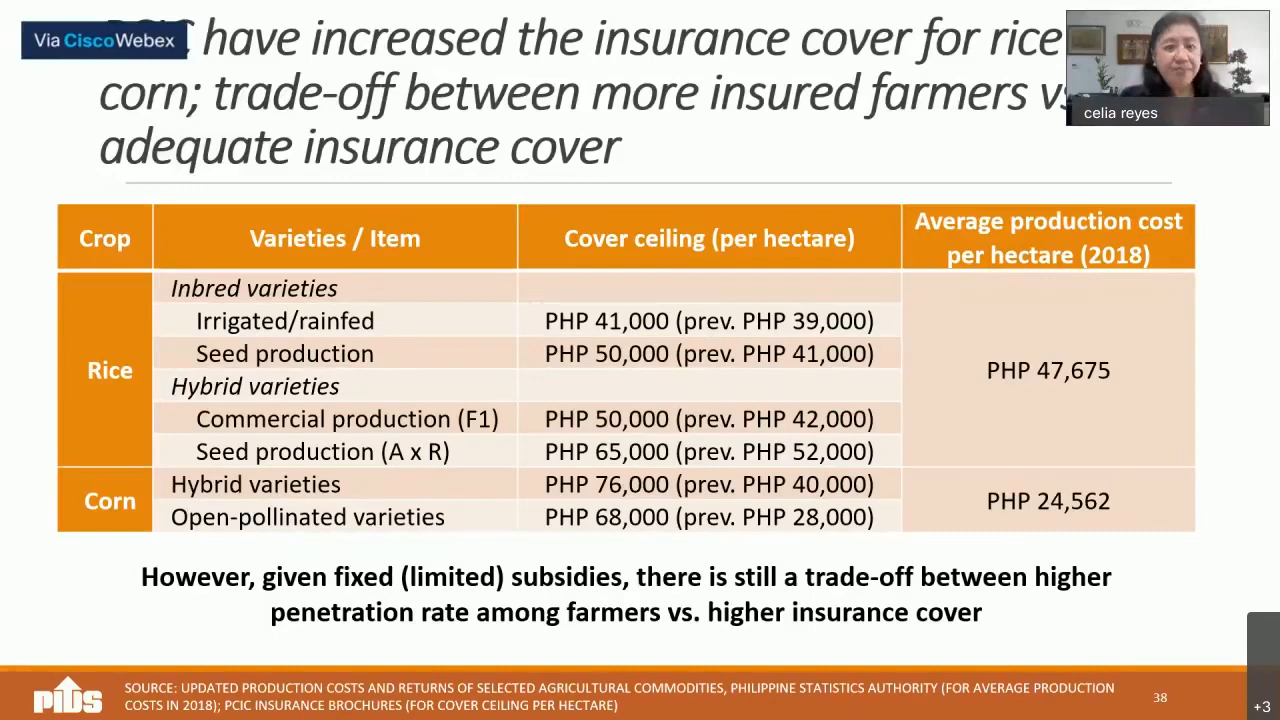 Via Cisco Webex
have increased the insurance cover for rice
corn; trade-off between more insured farmers
adequate insurance cover
celia reyes
Crop Varieties / Item Cover ceiling (per hectare) Average production cost per hectare (2018)
Inbred varieties
Irrigated/rainfed PHP 41,000 (prev. PHP 39,000)
Seed production PHP 50,000 (prev. PHP 41,000)
Rice PHP 47,675
Hybrid varieties
Commercial production (F1) PHP 50,000 (prev. PHP 42,000)
Seed production (A x R) PHP 65,000 (prev. PHP 52,000)
Hybrid varieties PHP 76,000 (prev. PHP 40,000)
Corn PHP 24,562
Open-pollinated varieties PHP 68,000 (prev. PHP 28,000)
However, given fixed (limited) subsidies, there is still a trade-off between higher
penetration rate among farmers vs. higher insurance cover
PIDS
SOURCE: UPDATED PRODUCTION COSTS AND RETURNS OF SELECTED AGRICULTURAL COMMODITIES, PHILIPPINE STATISTICS AUTHORITY (FOR AVERAGE PRODUCTION
COSTS IN 2018); PCIC INSURANCE BROCHURES (FOR COVER CEILING PER HECTARE)
38
+3